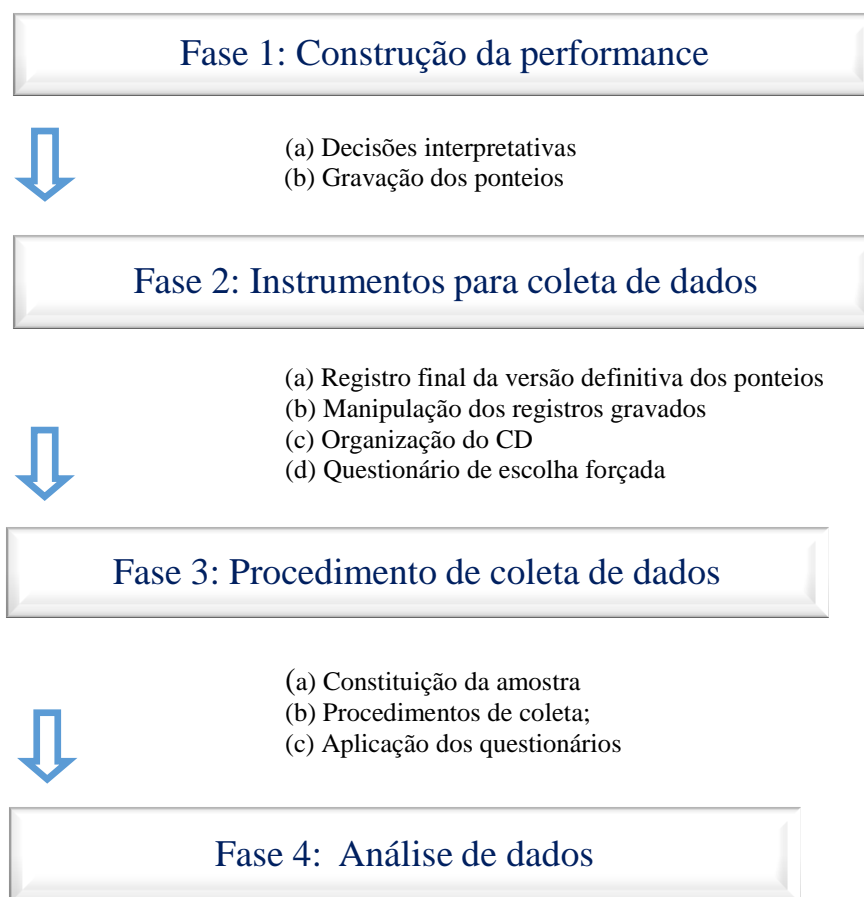 Fase 1: Construção da performance
(a) Decisões interpretativas
(b) Gravação dos ponteios
Fase 2: Instrumentos para coleta de dados
(a) Registro final da versão definitiva dos ponteios
(b) Manipulação dos registros gravados
(c) Organização do CD
(d) Questionário de escolha forçada
Fase 3: Procedimento de coleta de dados
(a) Constituição da amostra
(b) Procedimentos de coleta;
(c) Aplicação dos questionários
Fase 4: Análise de dados